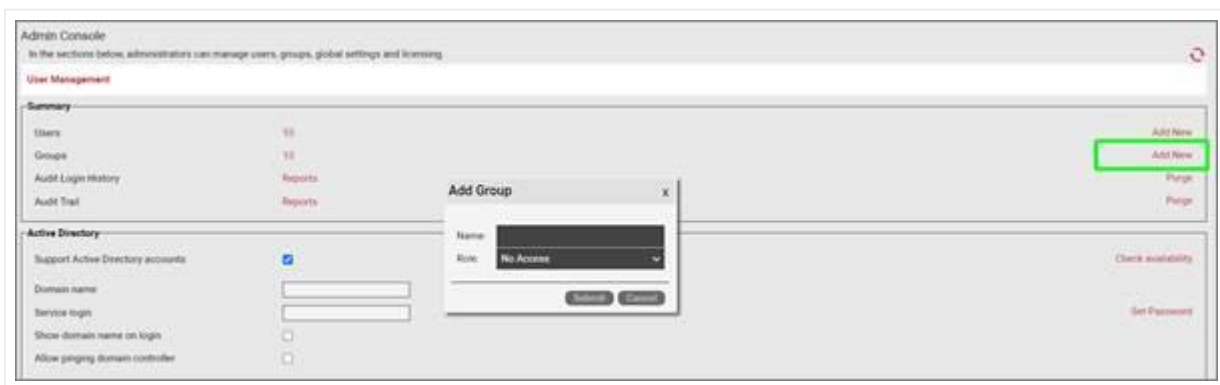 Admin Console
In the sections below, administrators can manage users, groups, global settings and licensing.
User Management
Summary
Users 10 Add New
Groups 10 Add New
Audit Login History Reports Purge
Audit Trail Reports Purge
Add Group x
Name:
Role: No Access
Submit Cancel
Active Directory
Support Active Directory accounts Check availability
Domain name
Service login Set Password
Show domain name on login
Allow pinging domain controller